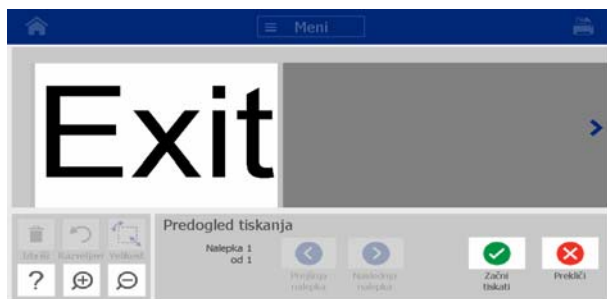 Meni
Exit
Predogled tiskanja
Nalepka 1
od 1
Izbriši Razveljavi Velikost
Prejšnja
nalepka
Naslednja
nalepka
Začni
tiskati
Prekliči